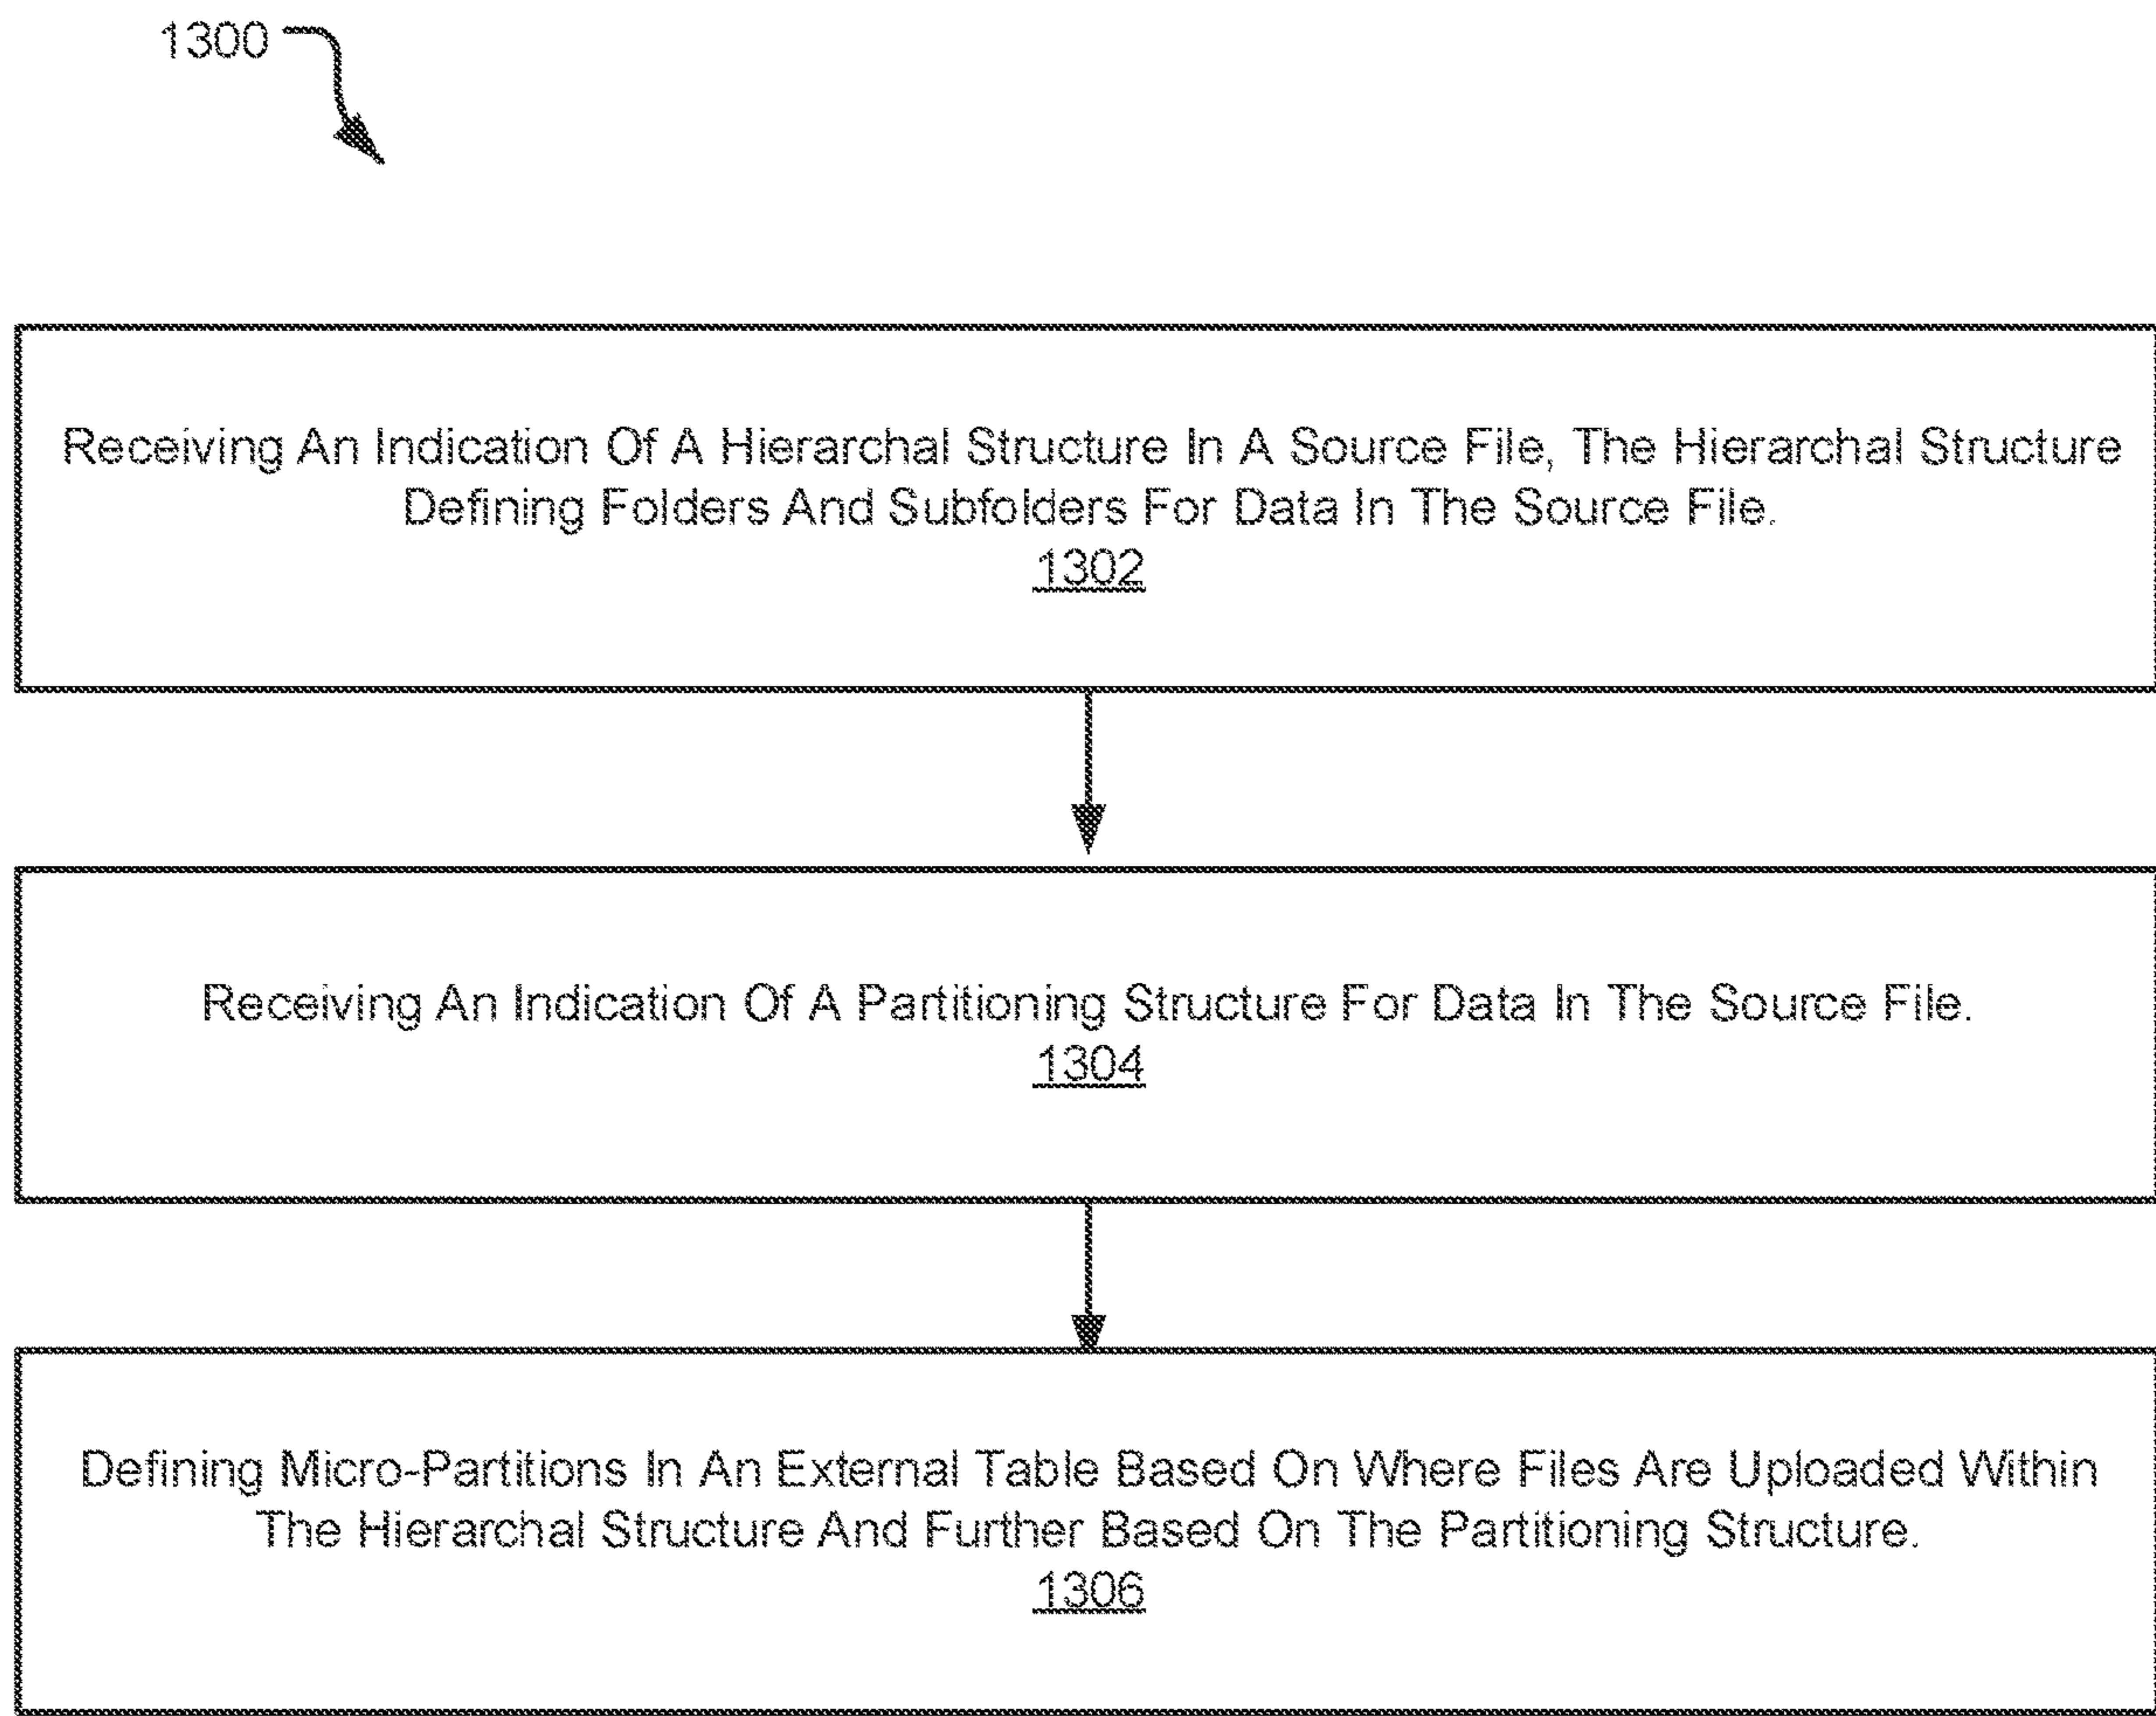 1300
Receiving An Indication Of A Hierarchal Structure In A Source File, The Hierarchal Structure
Defining Folders And Subfolders For Data In The Source File.
1302
Receiving An Indication Of A Partitioning Structure For Data In The Source File.
1304
Defining Micro-Partitions In An External Table Based On Where Files Are Uploaded Within
The Hierarchal Structure And Further Based On The Partitioning Structure.
1306